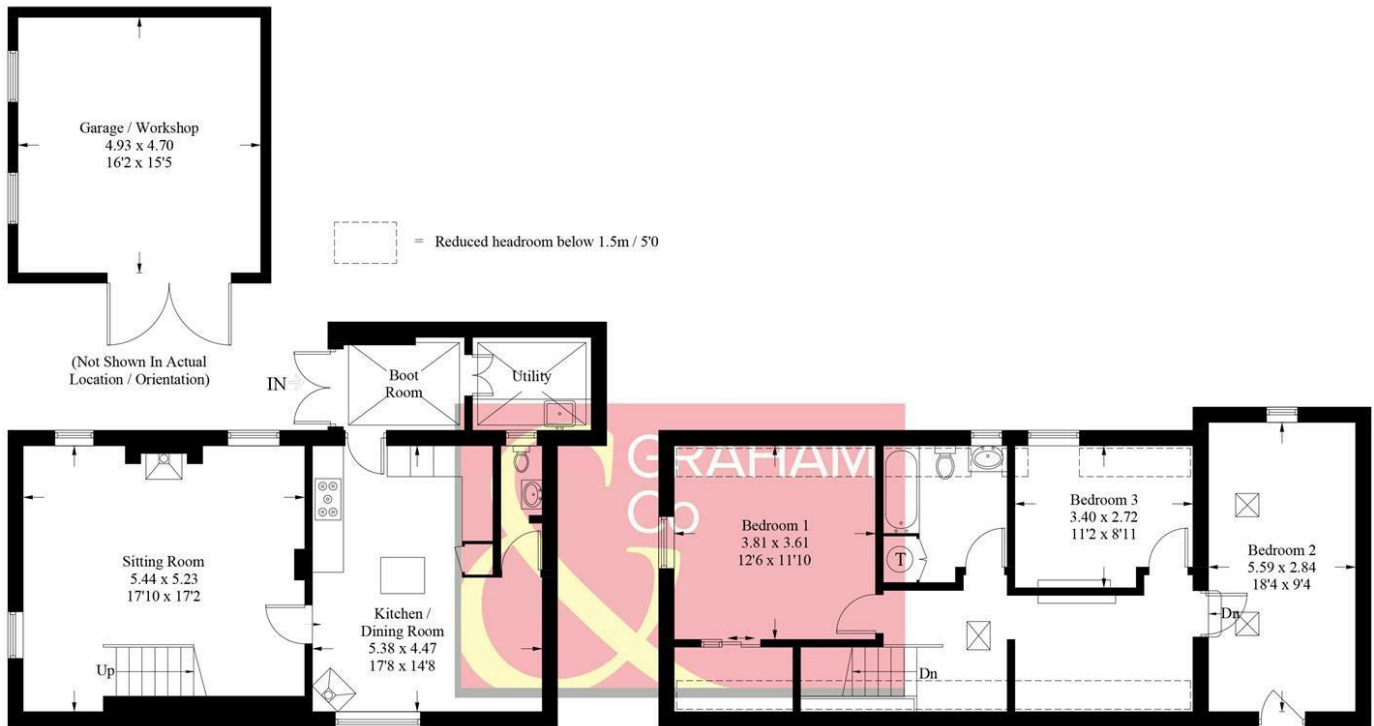 Garage / Workshop
4.93 x 4.70
16'2 x 15'5
= Reduced headroom below 1.5m / 5'0
(Not Shown In Actual
Location / Orientation)
IN
Boot
Room
Utility
Sitting Room
5.44 x 5.23
17'10 x 17'2
Up
Kitchen /
Dining Room
5.38 x 4.47
17'8 x 14'8
&
GRAHAM
Co
Bedroom 1
3.81 x 3.61
12'6 x 11'10
T
Bedroom 3
3.40 x 2.72
11'2 x 8'11
Bedroom 2
5.59 x 2.84
18'4 x 9'4
Dn
Dn